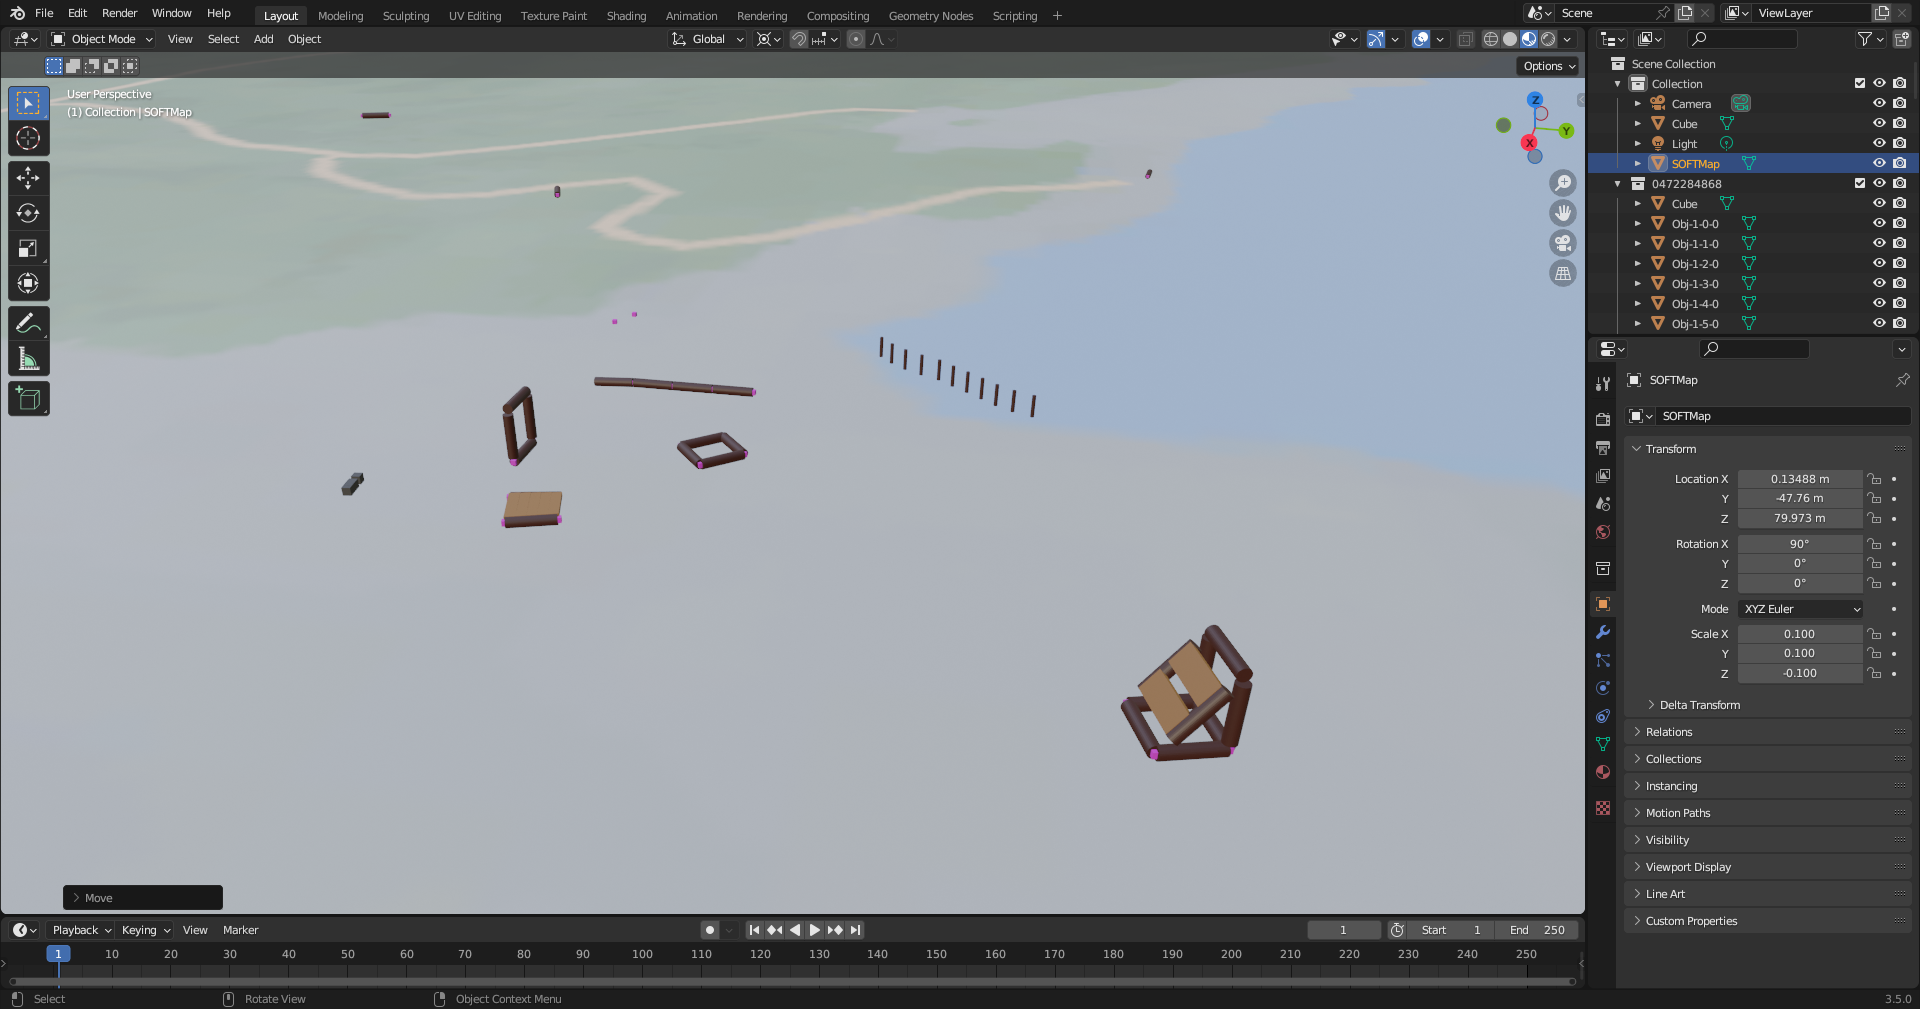 File Edit Render Window Help
Layout Modeling Sculpting UV Editing Texture Paint Shading Animation Rendering Compositing Geometry Nodes Scripting +
Scene
ViewLayer
Object Mode View Select Add Object
Global
Options
User Perspective
(1) Collection | SOFTMap
Z
Y
X
Scene Collection
Collection
Camera
Cube
Light
SOFTMap
0472284868
Cube
Obj-1-0-0
Obj-1-1-0
Obj-1-2-0
Obj-1-3-0
Obj-1-4-0
Obj-1-5-0
SOFTMap
SOFTMap
Transform
Location X 0.13488 m
Y -47.76 m
Z 79.973 m
Rotation X 90°
Y 0°
Z 0°
Mode XYZ Euler
Scale X 0.100
Y 0.100
Z -0.100
Delta Transform
Relations
Collections
Instancing
Motion Paths
Visibility
Viewport Display
Line Art
Custom Properties
Move
Playback Keying View Marker
1
Start 1
End 250
1 10 20 30 40 50 60 70 80 90 100 110 120 130 140 150 160 170 180 190 200 210 220 230 240 250
Select
Rotate View
Object Context Menu
3.5.0